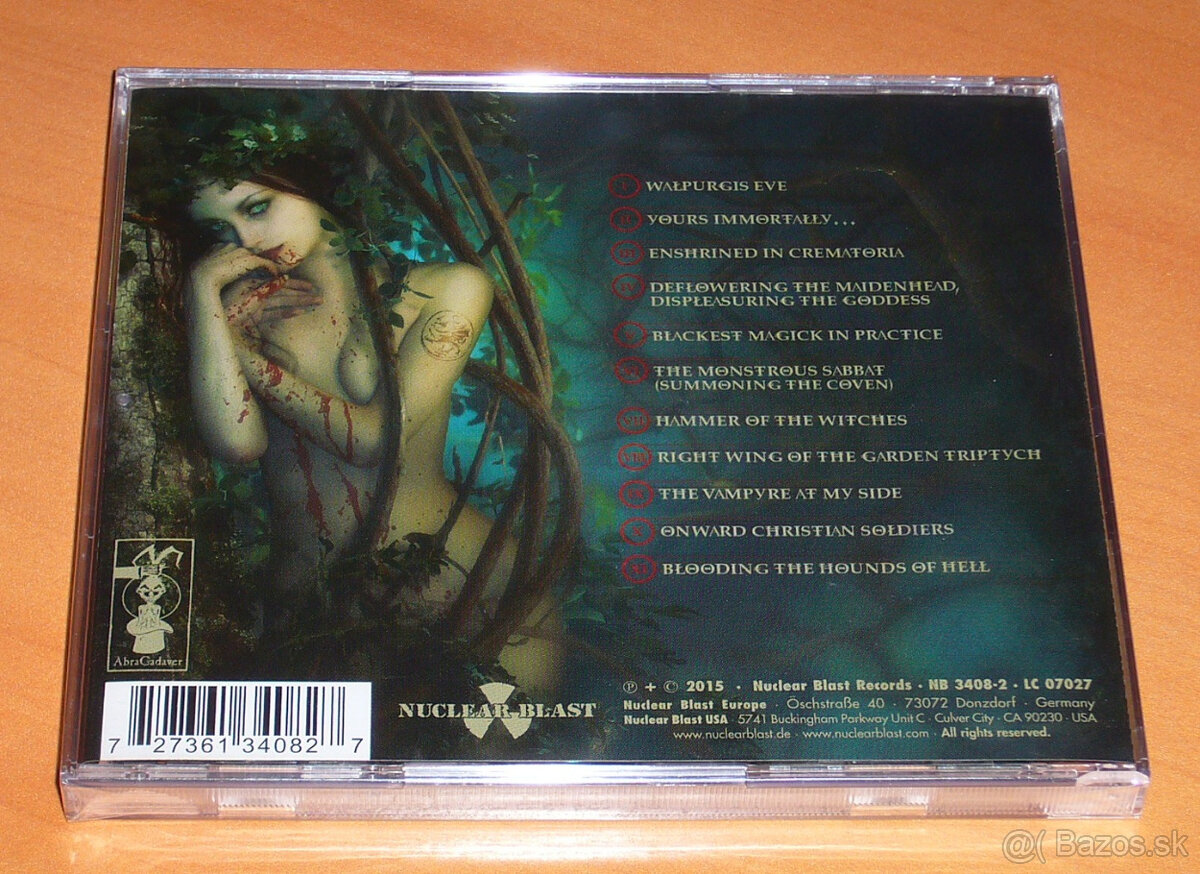 WALPURGIS EVE
YOURS IMMORTALLY...
ENSHRINED IN CREMATORIA
DEFLOWERING THE MAIDENHEAD,
DISPLEASURING THE GODDESS
BLACKEST MAGICK IN PRACTICE
THE MONSTROUS SABBAT
(SUMMONING THE COVEN)
HAMMER OF THE WITCHES
RIGHT WING OF THE GARDEN TRIPTYCH
THE VAMPYRE AT MY SIDE
X ONWARD CHRISTIAN SOLDIERS
BLOODING THE HOUNDS OF HELL
AbraCadaver
7 27361 34082 7
NUCLEAR BLAST
℗ + © 2015 · Nuclear Blast Records · NB 3408-2 · LC 07027
Nuclear Blast Europe · Öschstraße 40 · 73072 Donzdorf · Germany
Nuclear Blast USA · 5741 Buckingham Parkway Unit C · Culver City · CA 90230 · USA
www.nuclearblast.de · www.nuclearblast.com · All rights reserved.
@( Bazos.sk